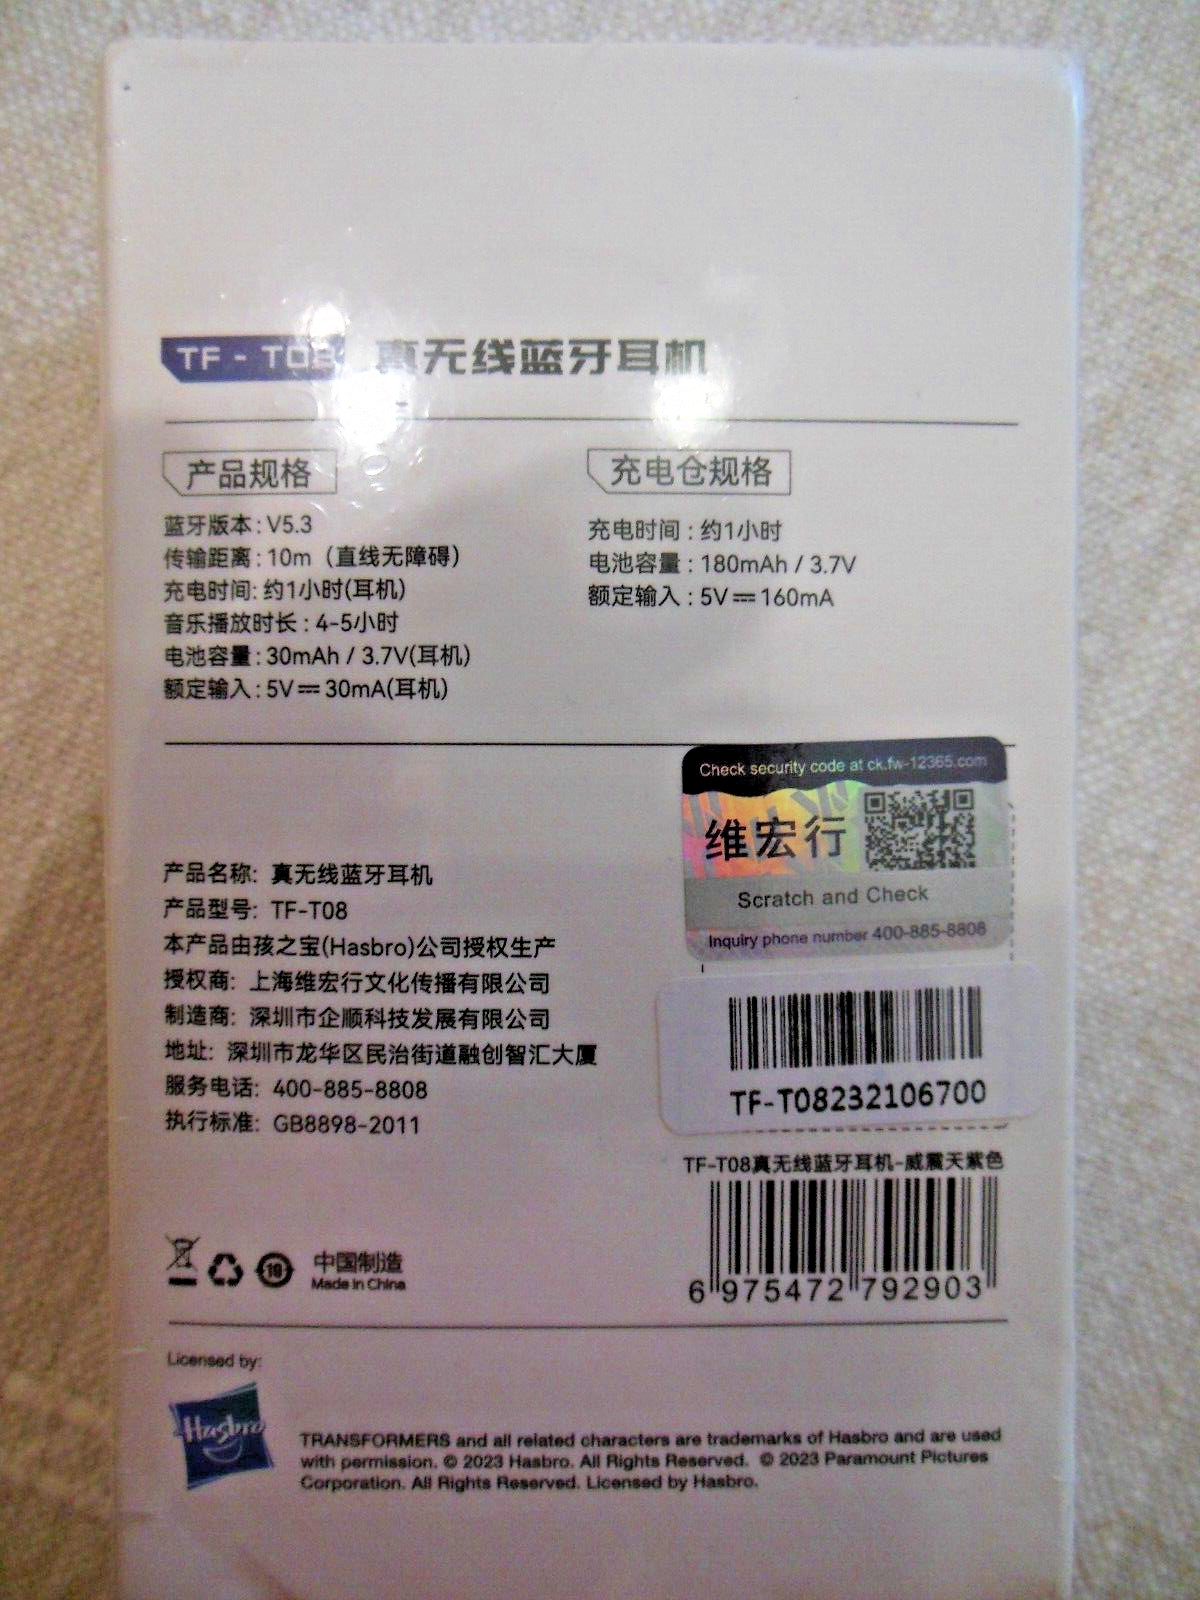 TF - T08 真无线蓝牙耳机
产品规格
蓝牙版本: V5.3
传输距离: 10m（直线无障碍）
充电时间: 约1小时(耳机)
音乐播放时长: 4-5小时
电池容量: 30mAh / 3.7V(耳机)
额定输入: 5V⎓30mA(耳机)
充电仓规格
充电时间: 约1小时
电池容量: 180mAh / 3.7V
额定输入: 5V⎓160mA
Check security code at ck.fw-12365.com
维宏行
Scratch and Check
Inquiry phone number 400-885-8808
产品名称: 真无线蓝牙耳机
产品型号: TF-T08
本产品由孩之宝(Hasbro)公司授权生产
授权商: 上海维宏行文化传播有限公司
制造商: 深圳市企顺科技发展有限公司
地址: 深圳市龙华区民治街道融创智汇大厦
服务电话: 400-885-8808
执行标准: GB8898-2011
TF-T08232106700
TF-T08真无线蓝牙耳机-威震天紫色
6 975472 792903
10
中国制造
Made in China
Licensed by:
Hasbro
TRANSFORMERS and all related characters are trademarks of Hasbro and are used
with permission. © 2023 Hasbro. All Rights Reserved. © 2023 Paramount Pictures
Corporation. All Rights Reserved. Licensed by Hasbro.